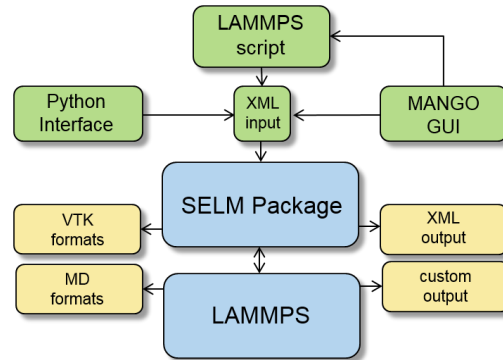 LAMMPS
script
Python
Interface
XML
input
MANGO
GUI
SELM Package
VTK
formats
XML
output
MD
formats
custom
output
LAMMPS